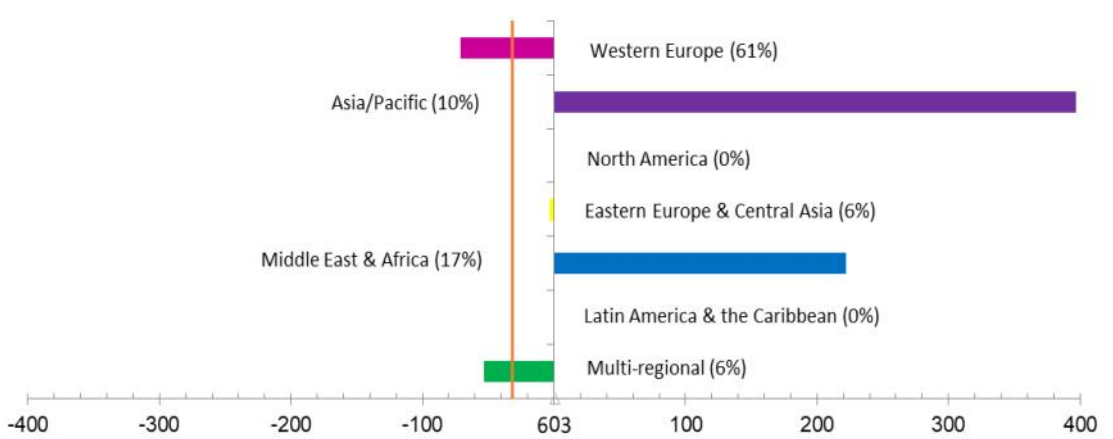 Western Europe (61%)
Asia/Pacific (10%)
North America (0%)
Eastern Europe & Central Asia (6%)
Middle East & Africa (17%)
Latin America & the Caribbean (0%)
Multi-regional (6%)
-400 -300 -200 -100 603 100 200 300 400